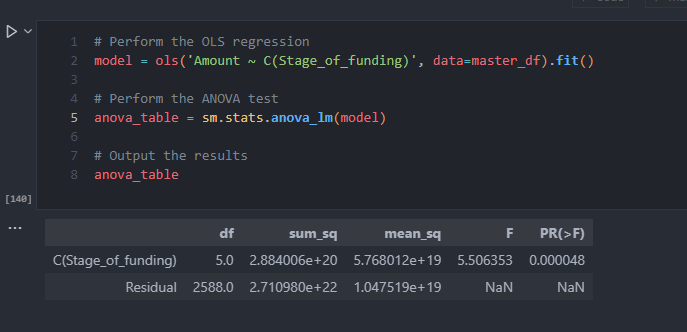 1 # Perform the OLS regression
2 model = ols('Amount ~ C(Stage_of_funding)', data=master_df).fit()
3
4 # Perform the ANOVA test
5 anova_table = sm.stats.anova_lm(model)
6
7 # Output the results
8 anova_table
[140]
...
df sum_sq mean_sq F PR(>F)
C(Stage_of_funding) 5.0 2.884006e+20 5.768012e+19 5.506353 0.000048
Residual 2588.0 2.710980e+22 1.047519e+19 NaN NaN